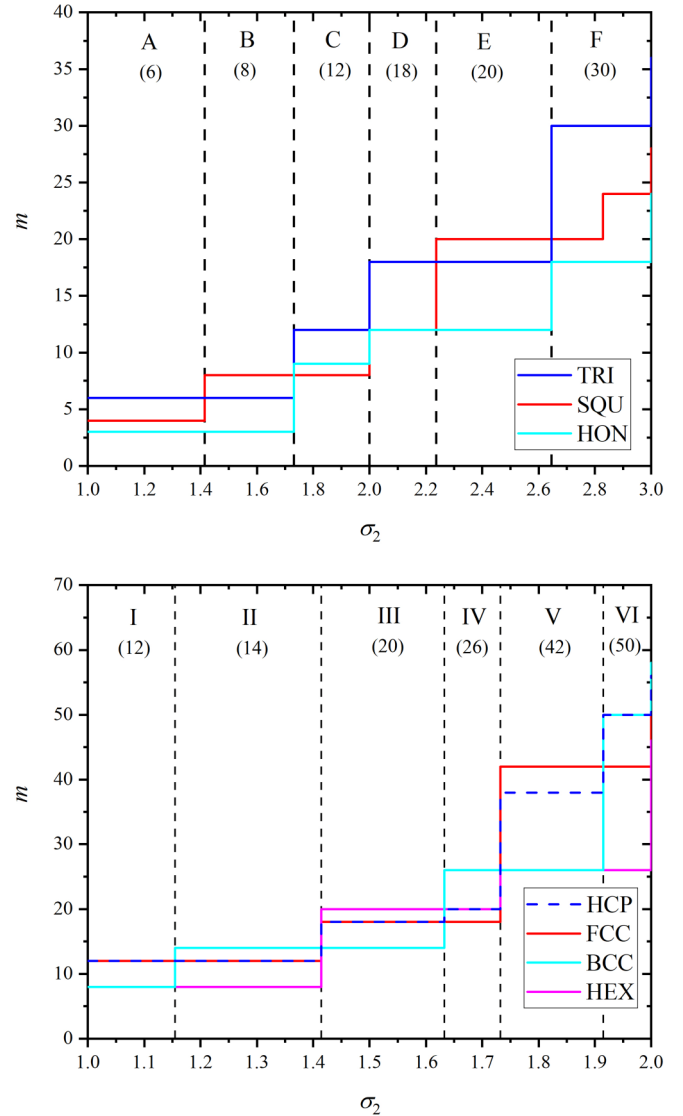 40
35
30
25
20
15
10
5
0
m
A B C D E F
(6) (8) (12) (18) (20) (30)
TRI
SQU
HON
1.0 1.2 1.4 1.6 1.8 2.0 2.2 2.4 2.6 2.8 3.0
σ2
70
60
50
40
30
20
10
0
m
I II III IV V VI
(12) (14) (20) (26) (42) (50)
HCP
FCC
BCC
HEX
1.0 1.1 1.2 1.3 1.4 1.5 1.6 1.7 1.8 1.9 2.0
σ2